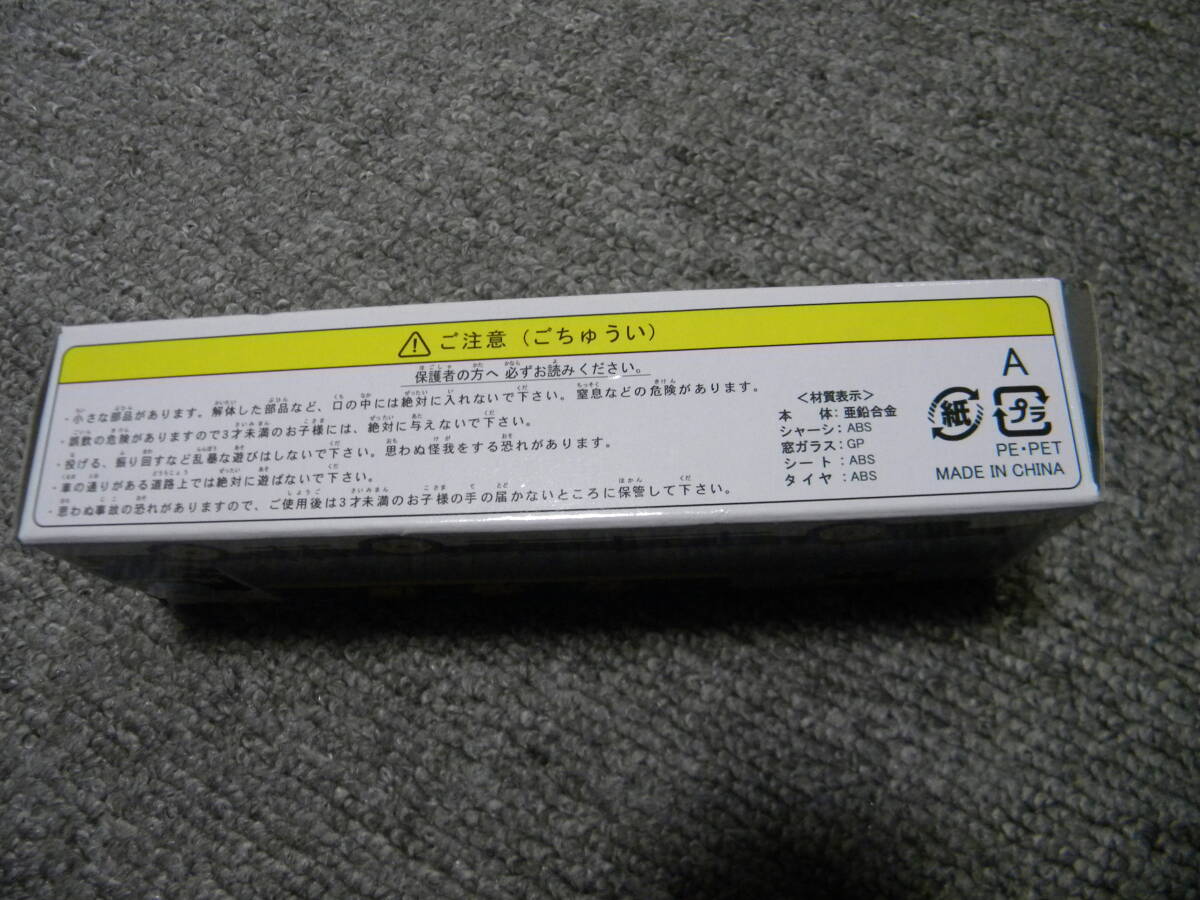 ご注意（ごちゅうい）
保護者の方へ 必ずお読みください。
・小さな部品があります。解体した部品など、口の中には絶対に入れないで下さい。窒息などの危険があります。
・誤飲の危険がありますので3才未満のお子様には、絶対に与えないで下さい。
・投げる、振り回すなど乱暴な遊びはしないで下さい。思わぬ怪我をする恐れがあります。
・車の通りがある道路上では絶対に遊ばないで下さい。
・思わぬ事故の恐れがありますので、ご使用後は3才未満のお子様の手の届かないところに保管して下さい。
＜材質表示＞
本　体：亜鉛合金
シャーシ：ABS
窓ガラス：GP
シート：ABS
タイヤ：ABS
A
紙
プラ
PE・PET
MADE IN CHINA